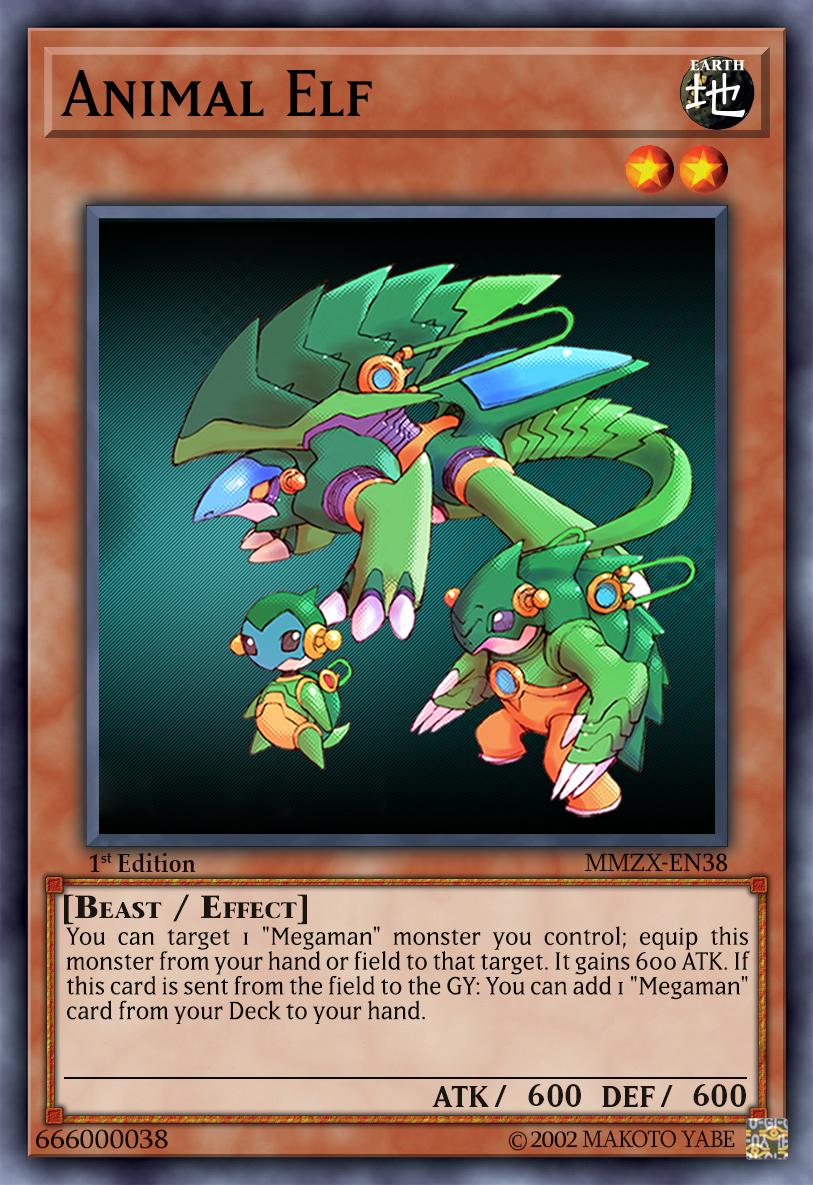 Animal Elf
EARTH
地
1st Edition
MMZX-EN38
[Beast / Effect]
You can target 1 "Megaman" monster you control; equip this
monster from your hand or field to that target. It gains 600 ATK. If
this card is sent from the field to the GY: You can add 1 "Megaman"
card from your Deck to your hand.
ATK / 600 DEF / 600
666000038
© 2002 MAKOTO YABE